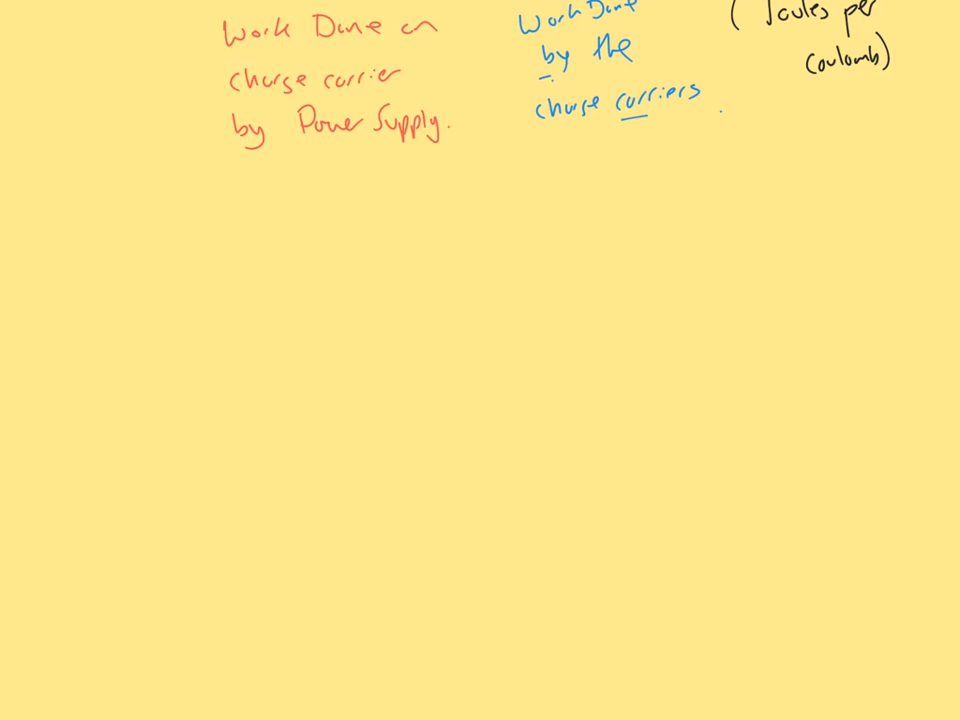 Work Done on
charge carrier
by Power Supply.
Work Done
by the
charge carriers.
( Joules per
Coulomb)